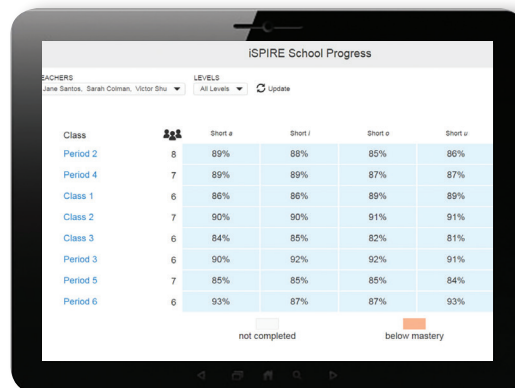 iSPIRE School Progress
EACHERS LEVELS
Jane Santos, Sarah Colman, Victor Shu All Levels Update
Class Short a Short i Short o Short u
Period 2 8 89% 88% 85% 86%
Period 4 7 89% 89% 87% 87%
Class 1 6 86% 86% 89% 89%
Class 2 7 90% 90% 91% 91%
Class 3 6 84% 85% 82% 81%
Period 3 6 90% 92% 92% 91%
Period 5 7 85% 85% 85% 84%
Period 6 6 93% 87% 87% 93%
not completed below mastery